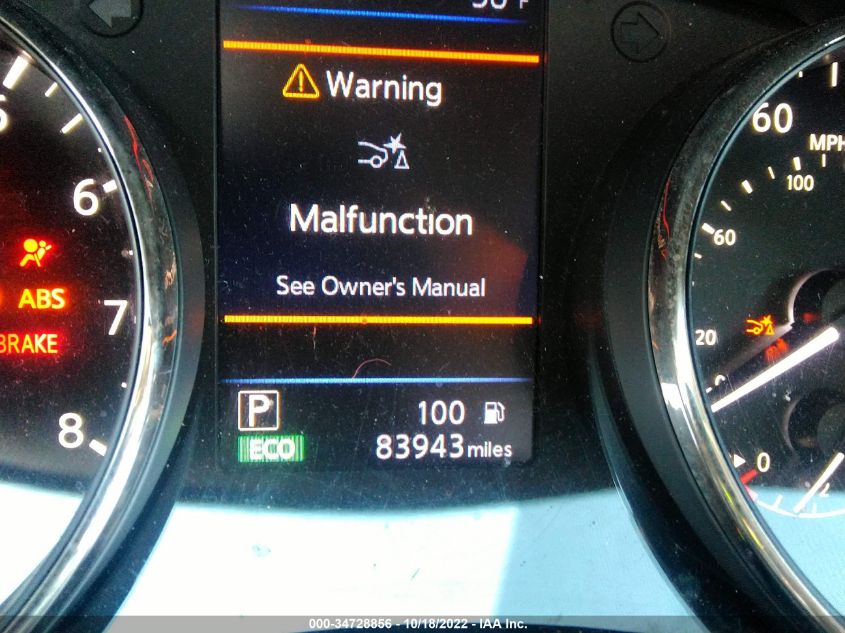 Warning
Malfunction
See Owner's Manual
P
100
ECO
83943 miles
6
ABS
7
BRAKE
8
60
MPH
100
60
20
0
0
000-34728856 • 10/18/2022 - IAA Inc.